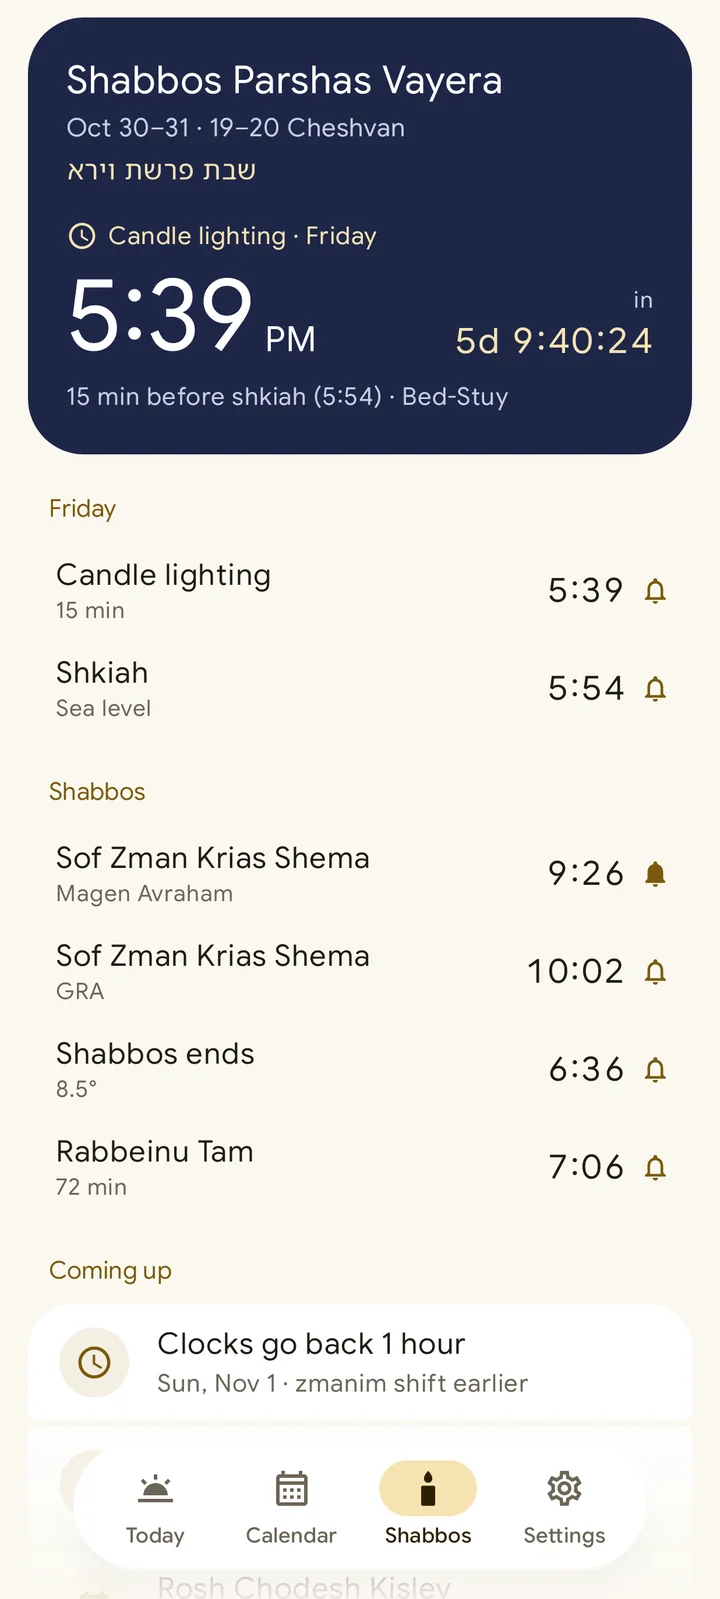 Shabbos Parshas Vayera
Oct 30–31 · 19–20 Cheshvan
שבת פרשת וירא
Candle lighting · Friday
5:39 PM
in
5d 9:40:24
15 min before shkiah (5:54) · Bed-Stuy
Friday
Candle lighting
15 min
5:39
Shkiah
Sea level
5:54
Shabbos
Sof Zman Krias Shema
Magen Avraham
9:26
Sof Zman Krias Shema
GRA
10:02
Shabbos ends
8.5°
6:36
Rabbeinu Tam
72 min
7:06
Coming up
Clocks go back 1 hour
Sun, Nov 1 · zmanim shift earlier
Today
Calendar
Shabbos
Settings
Rosh Chodesh Kislev